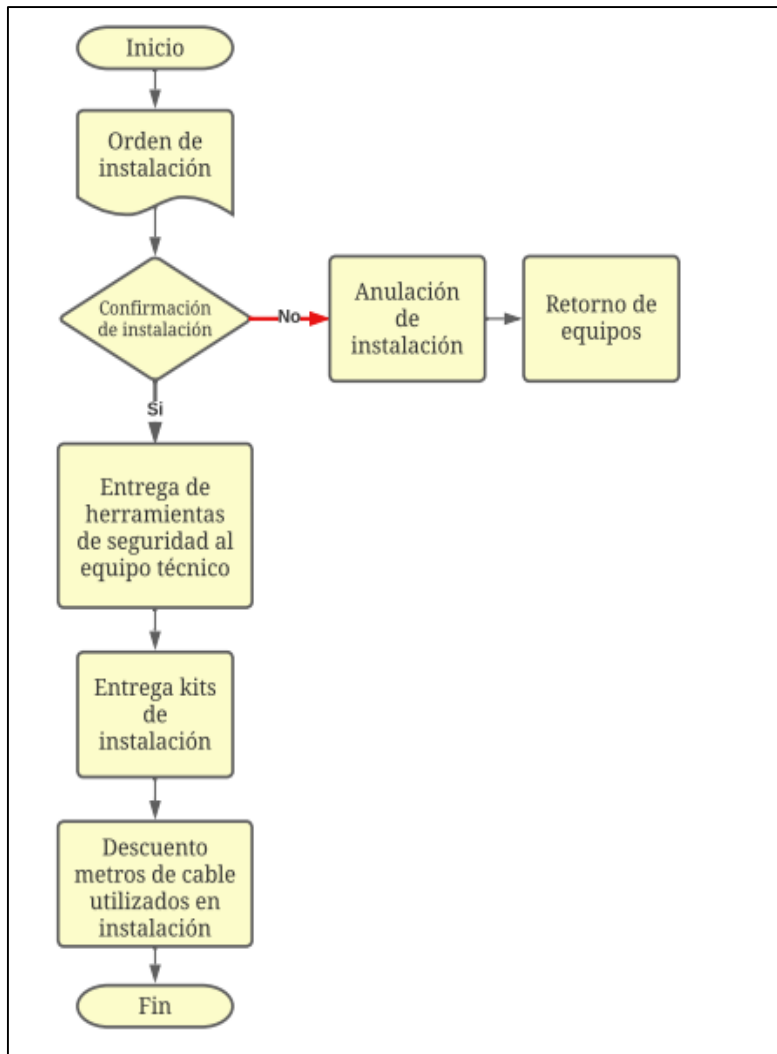 Inicio
Orden de
instalación
Confirmación
de instalación
No
Anulación
de
instalación
Retorno de
equipos
Si
Entrega de
herramientas
de seguridad al
equipo técnico
Entrega kits
de
instalación
Descuento
metros de cable
utilizados en
instalación
Fin